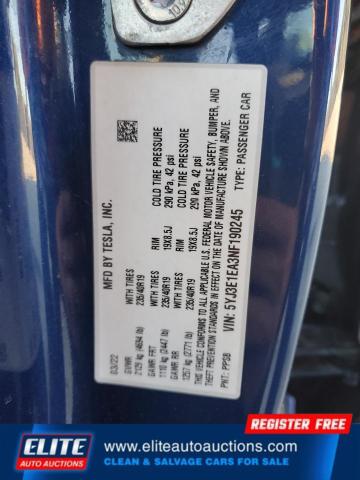 10.9
MFD BY TESLA, INC.
03/22
GVWR
2129 kg (4694 lb)
GAWR FRT
1110 kg (2447 lb)
GAWR RR
1257 kg (2771 lb)
WITH TIRES
235/40R19
WITH TIRES
235/40R19
RIM
19X8.5J
RIM
19X8.5J
COLD TIRE PRESSURE
290 kPa, 42 psi
COLD TIRE PRESSURE
290 kPa, 42 psi
THIS VEHICLE CONFORMS TO ALL APPLICABLE U.S. FEDERAL MOTOR VEHICLE SAFETY, BUMPER, AND
THEFT PREVENTION STANDARDS IN EFFECT ON THE DATE OF MANUFACTURE SHOWN ABOVE.
VIN: 5YJ3E1EA3NF190245
TYPE: PASSENGER CAR
PNT: PPSB
REGISTER FREE
ELITE
AUTO AUCTIONS
www.eliteautoauctions.com
CLEAN & SALVAGE CARS FOR SALE